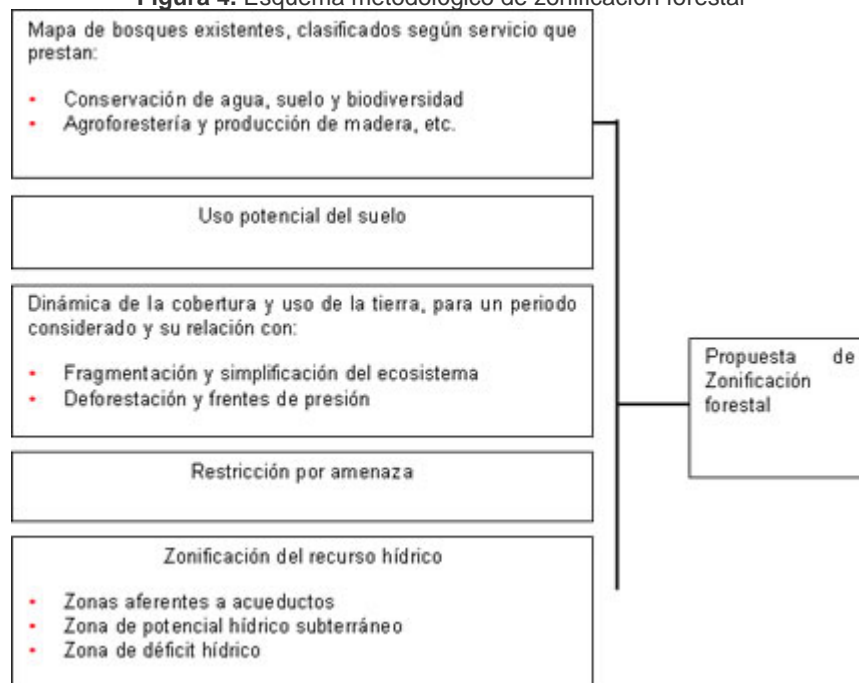 Figura 4. Esquema metodológico de zonificación forestal
Mapa de bosques existentes, clasificados según servicio que
prestan:
• Conservación de agua, suelo y biodiversidad
• Agroforestería y producción de madera, etc.
Uso potencial del suelo
Dinámica de la cobertura y uso de la tierra, para un periodo
considerado y su relación con:
• Fragmentación y simplificación del ecosistema
• Deforestación y frentes de presión
Restricción por amenaza
Zonificación del recurso hídrico
• Zonas aferentes a acueductos
• Zona de potencial hídrico subterráneo
• Zona de déficit hídrico
Propuesta de
Zonificación
forestal